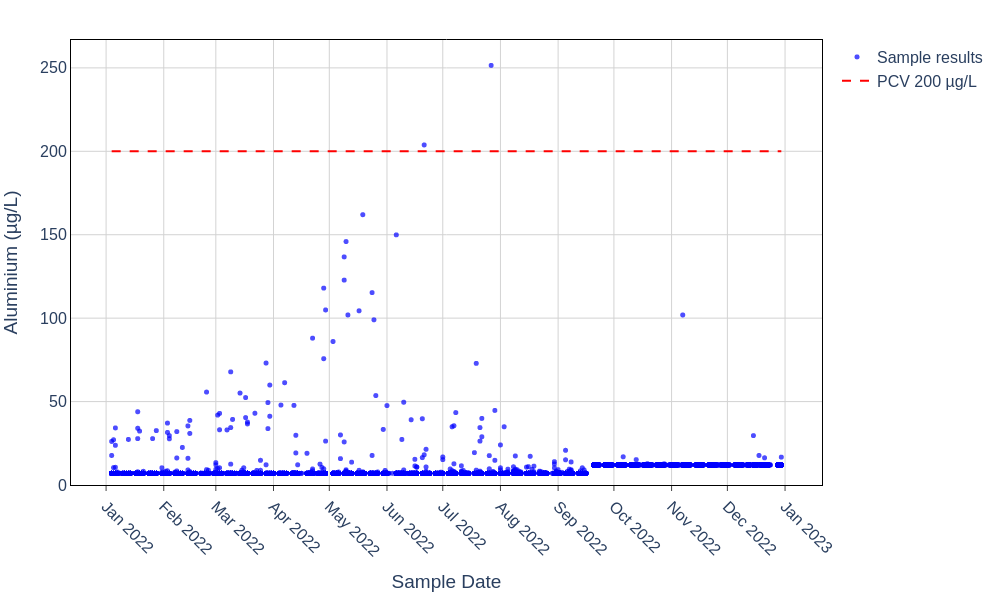 250
200
150
100
50
0
Aluminium (µg/L)
Jan 2022
Feb 2022
Mar 2022
Apr 2022
May 2022
Jun 2022
Jul 2022
Aug 2022
Sep 2022
Oct 2022
Nov 2022
Dec 2022
Jan 2023
Sample Date
Sample results
PCV 200 µg/L